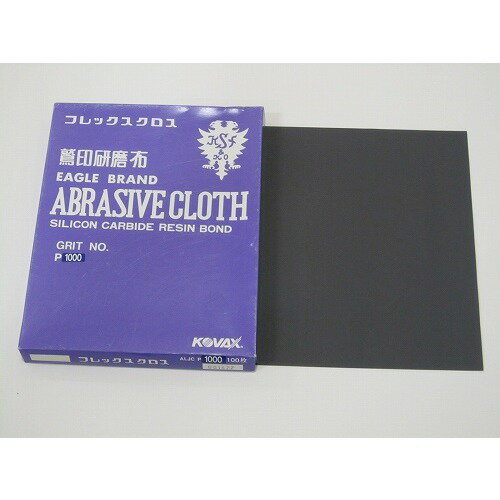 フレックスクロス
KSF
& Co
鷲印研磨布
EAGLE BRAND
ABRASIVE CLOTH
SILICON CARBIDE RESIN BOND
GRIT NO.
P 1000
KOVAX
フレックスクロス ALJC P 1000 100枚